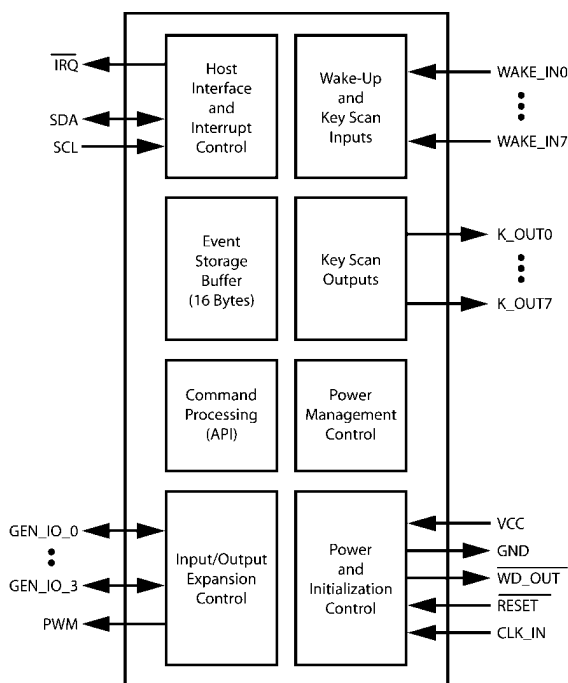 IRQ
SDA
SCL
Host
Interface
and
Interrupt
Control
Wake-Up
and
Key Scan
Inputs
WAKE_IN0
WAKE_IN7
Event
Storage
Buffer
(16 Bytes)
Key Scan
Outputs
K_OUT0
K_OUT7
Command
Processing
(API)
Power
Management
Control
GEN_IO_0
GEN_IO_3
PWM
Input/Output
Expansion
Control
Power
and
Initialization
Control
VCC
GND
WD_OUT
RESET
CLK_IN